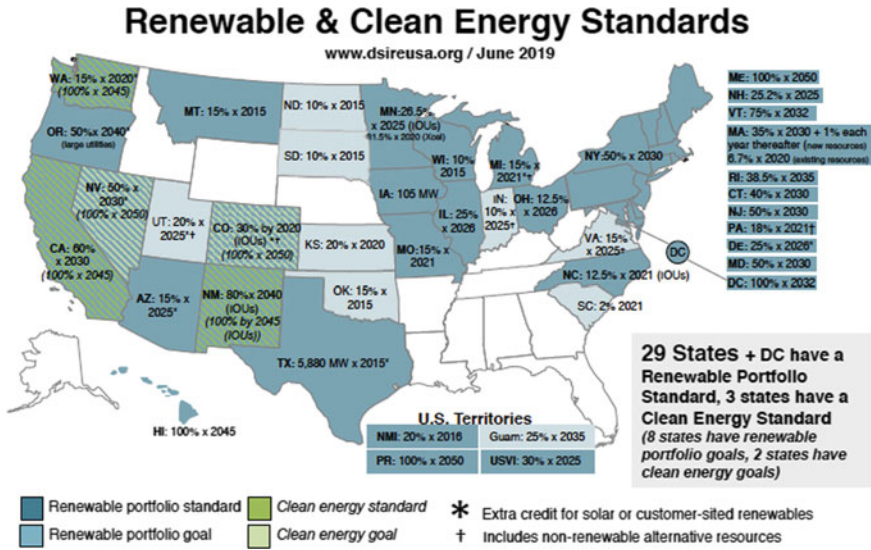 Renewable & Clean Energy Standards
www.dsireusa.org / June 2019
WA: 15% x 2020*
(100% x 2045)
OR: 50%x 2040*
(large utilities)
CA: 60%
x 2030
(100% x 2045)
NV: 50% x
2030*
(100% x 2050)
MT: 15% x 2015
UT: 20% x
2025*†
AZ: 15% x
2025*
CO: 30% by 2020
(IOUs) *†
(100% x 2050)
NM: 80%x 2040
(IOUs)
(100% by 2045
(IOUs))
ND: 10% x 2015
SD: 10% x 2015
KS: 20% x 2020
OK: 15% x
2015
TX: 5,880 MW x 2015*
MN:26.5%
x 2025 (IOUs)
31.5% x 2020 (Xcel)
IA: 105 MW
MO:15% x
2021
WI: 10%
2015
IL: 25%
x 2026
MI: 15% x
2021*†
IN:
10% x
2025†
OH: 12.5%
x 2026
NY:50% x 2030
VA: 15%
x 2025†
NC: 12.5% x 2021 (IOUs)
SC: 2% 2021
DC
HI: 100% x 2045
ME: 100% x 2050
NH: 25.2% x 2025
VT: 75% x 2032
MA: 35% x 2030 + 1% each
year thereafter (new resources)
6.7% x 2020 (existing resources)
RI: 38.5% x 2035
CT: 40% x 2030
NJ: 50% x 2030
PA: 18% x 2021†
DE: 25% x 2026*
MD: 50% x 2030
DC: 100% x 2032
29 States + DC have a
Renewable Portfolio
Standard, 3 states have a
Clean Energy Standard
(8 states have renewable
portfolio goals, 2 states have
clean energy goals)
U.S. Territories
NMI: 20% x 2016
Guam: 25% x 2035
PR: 100% x 2050
USVI: 30% x 2025
Renewable portfolio standard
Clean energy standard
* Extra credit for solar or customer-sited renewables
Renewable portfolio goal
Clean energy goal
† Includes non-renewable alternative resources